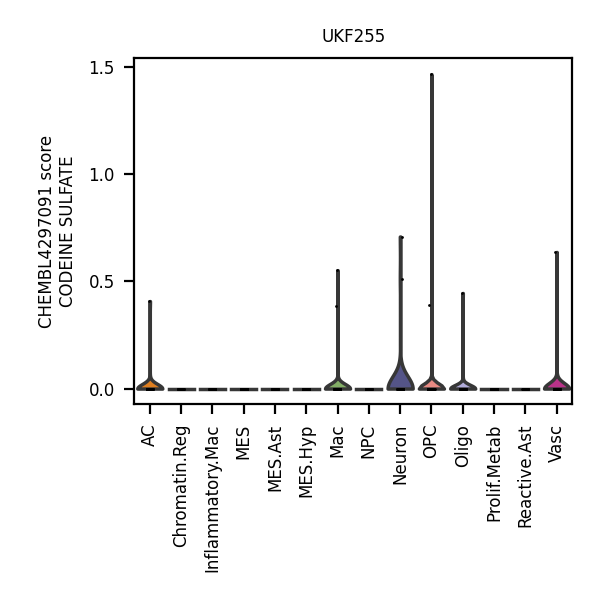 UKF255
CHEMBL4297091 score
CODEINE SULFATE
1.5
1.0
0.5
0.0
AC
Chromatin.Reg
Inflammatory.Mac
MES
MES.Ast
MES.Hyp
Mac
NPC
Neuron
OPC
Oligo
Prolif.Metab
Reactive.Ast
Vasc